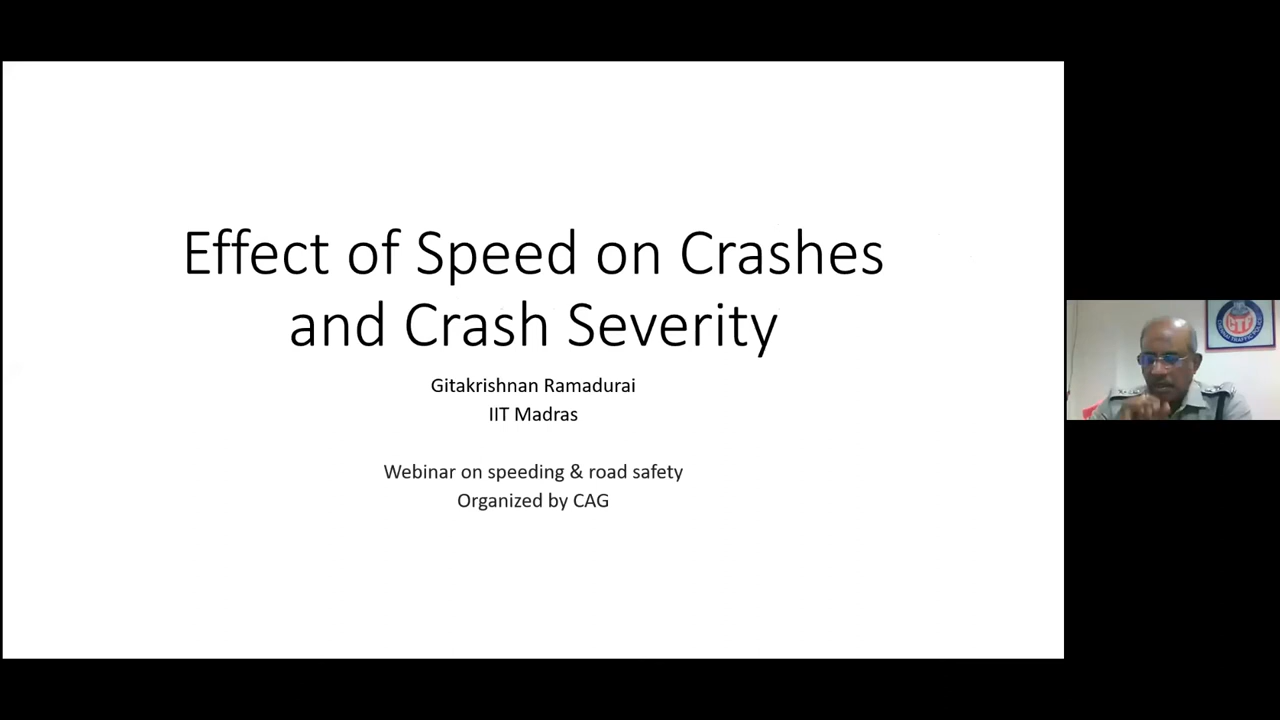 Effect of Speed on Crashes
and Crash Severity
Gitakrishnan Ramadurai
IIT Madras
Webinar on speeding & road safety
Organized by CAG